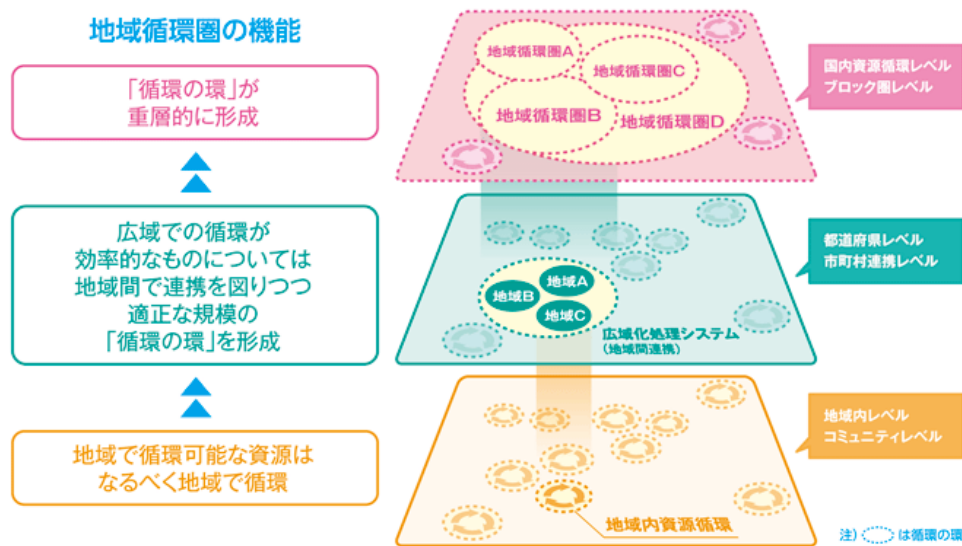 地域循環圏の機能
「循環の環」が
重層的に形成
広域での循環が
効率的なものについては
地域間で連携を図りつつ
適正な規模の
「循環の環」を形成
地域で循環可能な資源は
なるべく地域で循環
地域循環圏A
地域循環圏C
地域循環圏B
地域循環圏D
国内資源循環レベル
ブロック圏レベル
地域A
地域B
地域C
広域化処理システム
(地域間連携)
都道府県レベル
市町村連携レベル
地域内資源循環
地域内レベル
コミュニティレベル
注) は循環の環